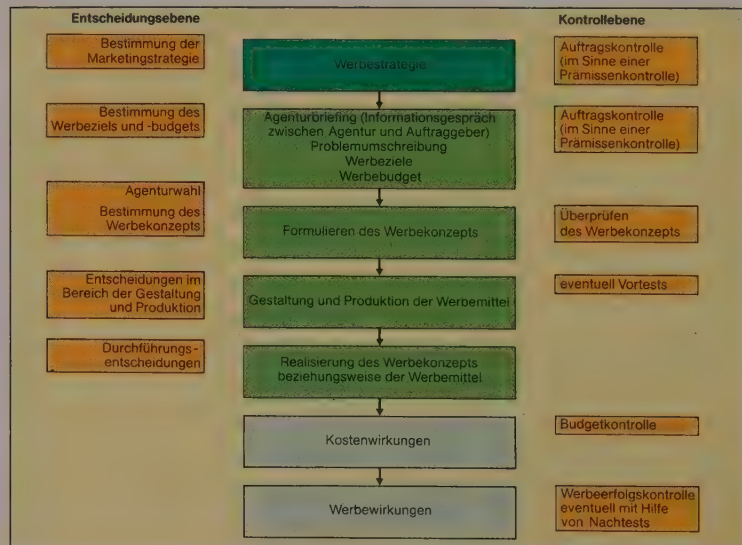 Entscheidungsebene
Kontrollebene
Bestimmung der
Marketingstrategie
Werbestrategie
Auftragskontrolle
(im Sinne einer
Prämissenkontrolle)
Bestimmung des
Werbeziels und -budgets
Agenturbriefing (Informationsgespräch
zwischen Agentur und Auftraggeber)
Problemumschreibung
Werbeziele
Werbebudget
Auftragskontrolle
(im Sinne einer
Prämissenkontrolle)
Agenturwahl
Bestimmung des
Werbekonzepts
Formulieren des Werbekonzepts
Überprüfen
des Werbekonzepts
Entscheidungen im
Bereich der Gestaltung
und Produktion
Gestaltung und Produktion der Werbemittel
eventuell Vortests
Durchführungs-
entscheidungen
Realisierung des Werbekonzepts
beziehungsweise der Werbemittel
Kostenwirkungen
Budgetkontrolle
Werbewirkungen
Werbeerfolgskontrolle
eventuell mit Hilfe
von Nachtests